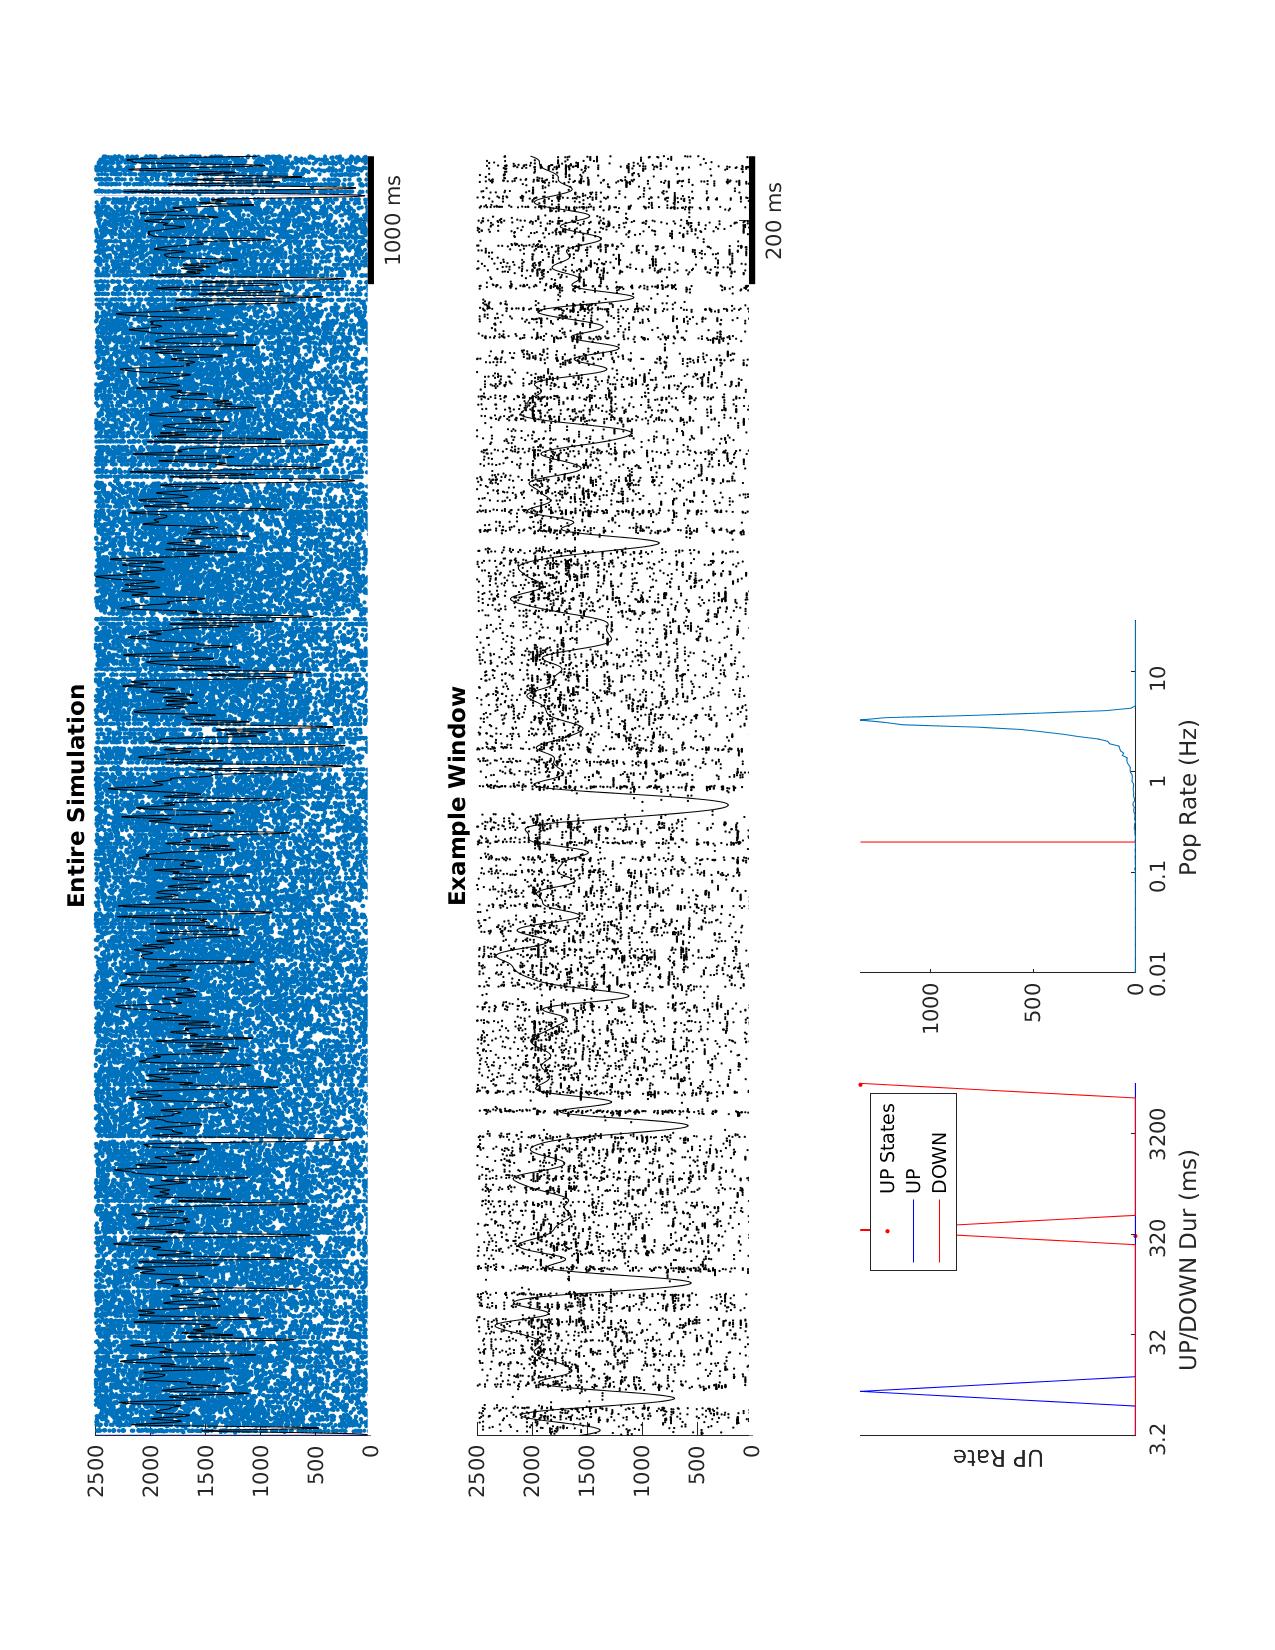 Entire Simulation
2500
2000
1500
1000
500
0
1000 ms
Example Window
2500
2000
1500
1000
500
0
200 ms
UP Rate
UP States
UP
DOWN
3.2
32
320
3200
UP/DOWN Dur (ms)
1000
500
0
0.01
0.1
1
10
Pop Rate (Hz)